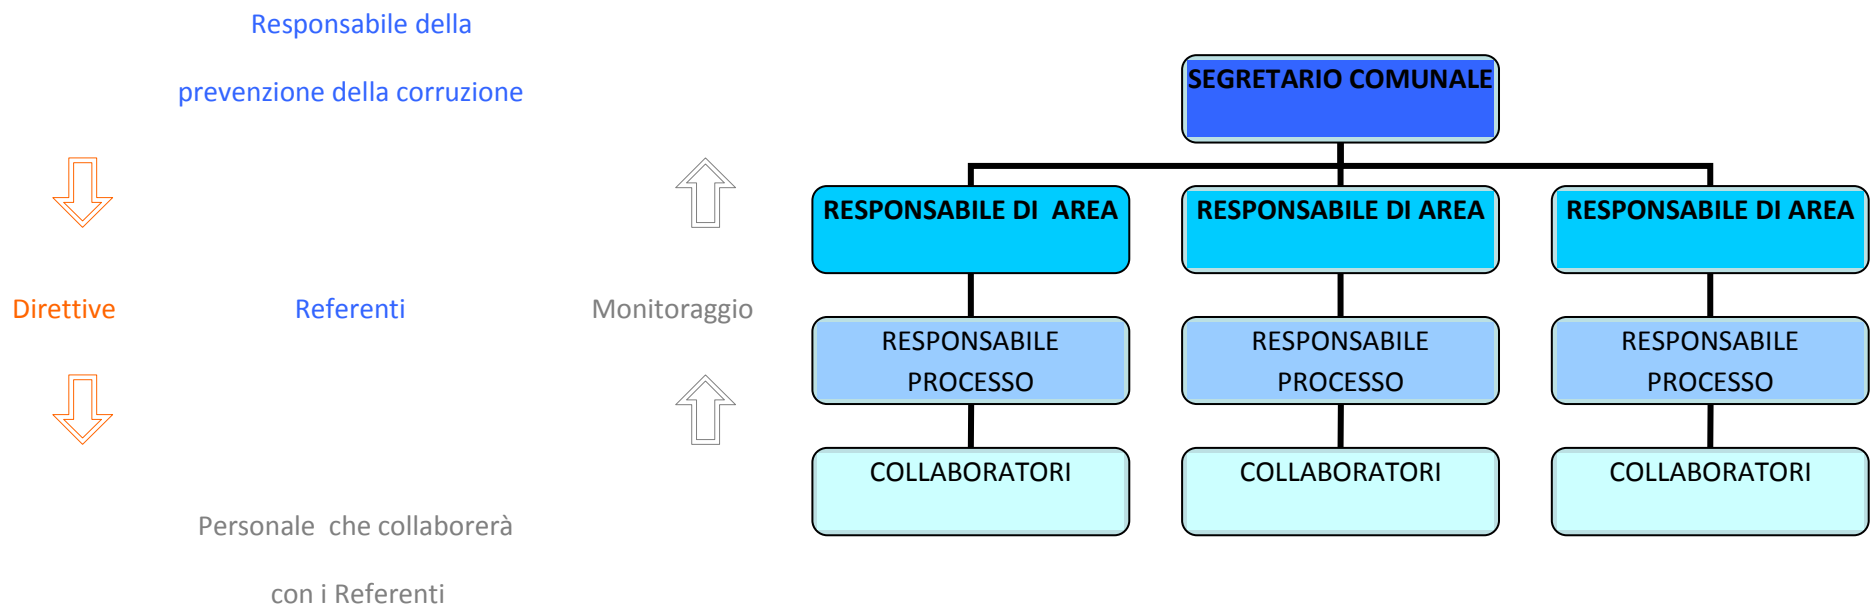 Responsabile della
prevenzione della corruzione
Direttive
Referenti
Monitoraggio
Personale che collaborerà
con i Referenti
SEGRETARIO COMUNALE
RESPONSABILE DI AREA
RESPONSABILE DI AREA
RESPONSABILE DI AREA
RESPONSABILE
PROCESSO
RESPONSABILE
PROCESSO
RESPONSABILE
PROCESSO
COLLABORATORI
COLLABORATORI
COLLABORATORI